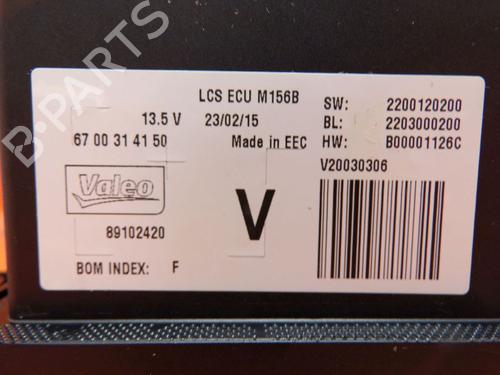 LCS ECU M156B
13.5 V 23/02/15
67 00 31 41 50 Made in EEC
Valeo
V
89102420
BOM INDEX: F
SW: 2200120200
BL: 2203000200
HW: B00001126C
V20030306